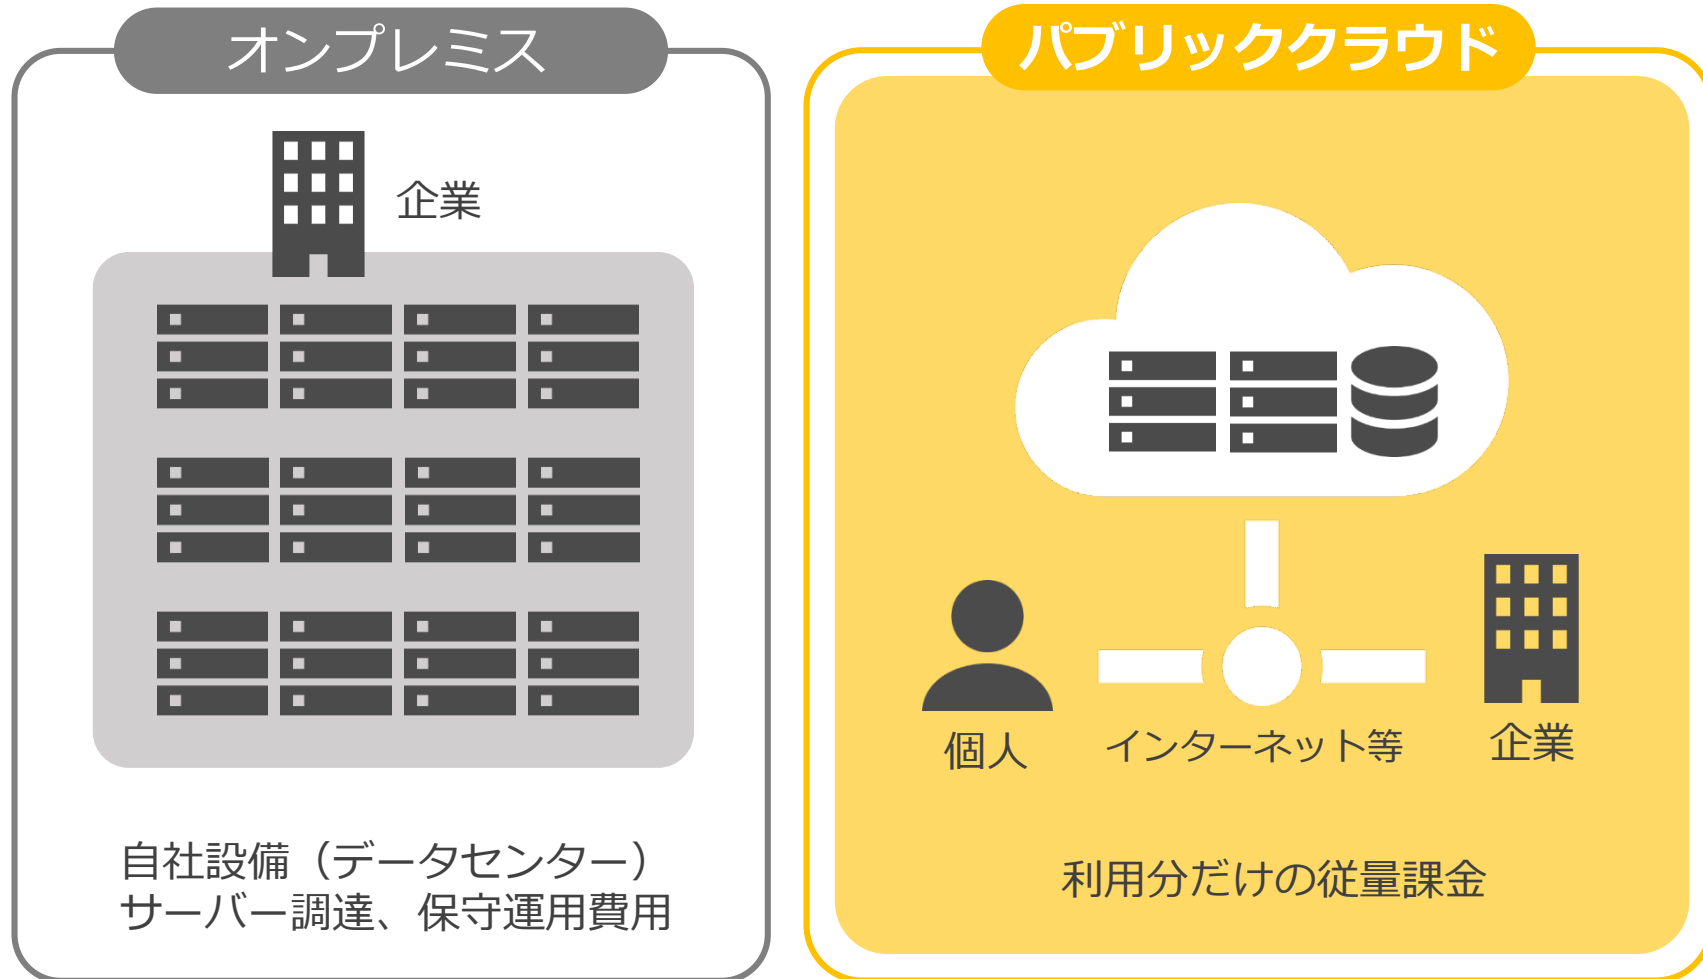 オンプレミス
企業
自社設備（データセンター）
サーバー調達、保守運用費用
パブリッククラウド
個人
インターネット等
企業
利用分だけの従量課金